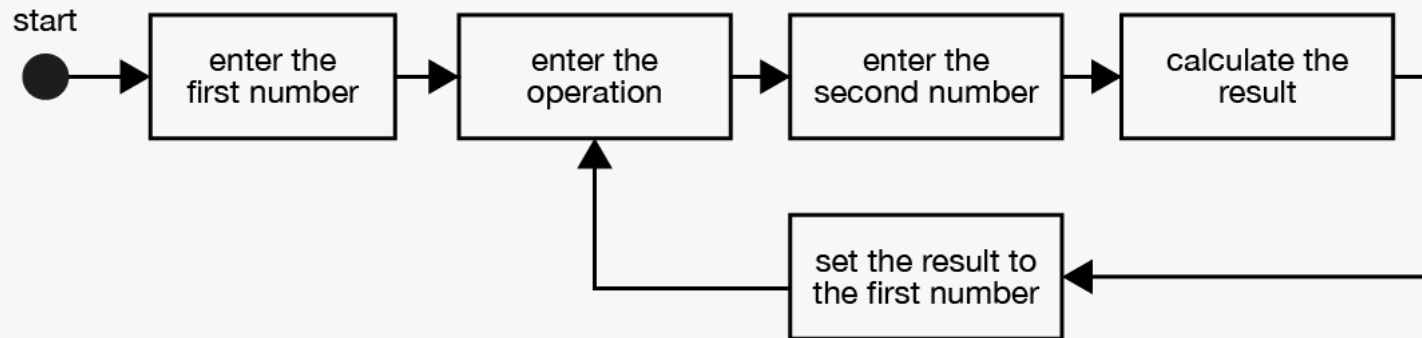 start
enter the
first number
enter the
operation
enter the
second number
calculate the
result
set the result to
the first number